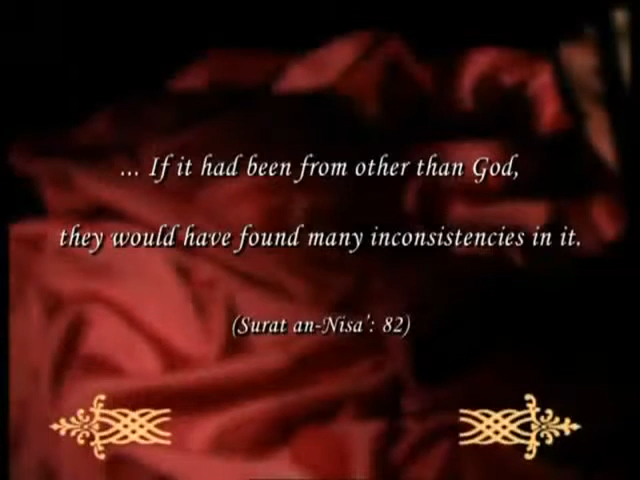 ... If it had been from other than God,
they would have found many inconsistencies in it.
(Surat an-Nisa': 82)